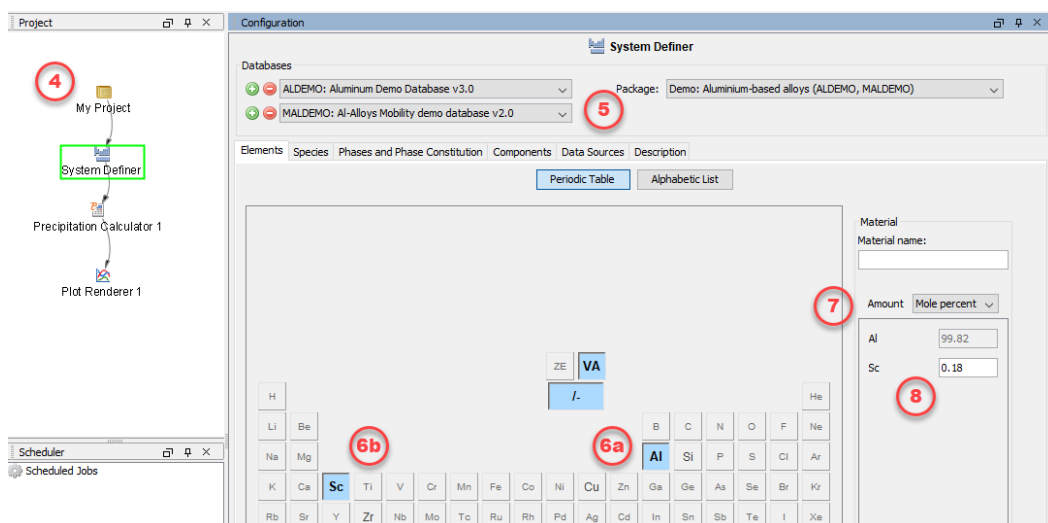 Project
Configuration
4
My Project
System Definer
Precipitation Calculator 1
Plot Renderer 1
Scheduler
Scheduled Jobs
System Definer
Databases
ALDEMO: Aluminum Demo Database v3.0
Package: Demo: Aluminium-based alloys (ALDEMO, MALDEMO)
MALDEMO: Al-Alloys Mobility demo database v2.0
5
Elements Species Phases and Phase Constitution Components Data Sources Description
Periodic Table Alphabetic List
ZE VA
H /- He
Li Be B C N O F Ne
6b 6a
Na Mg Al Si P S Cl Ar
K Ca Sc Ti V Cr Mn Fe Co Ni Cu Zn Ga Ge As Se Br Kr
Rb Sr Y Zr Nb Mo Tc Ru Rh Pd Ag Cd In Sn Sb Te I Xe
Material
Material name:
7
Amount Mole percent
Al 99.82
Sc 0.18
8